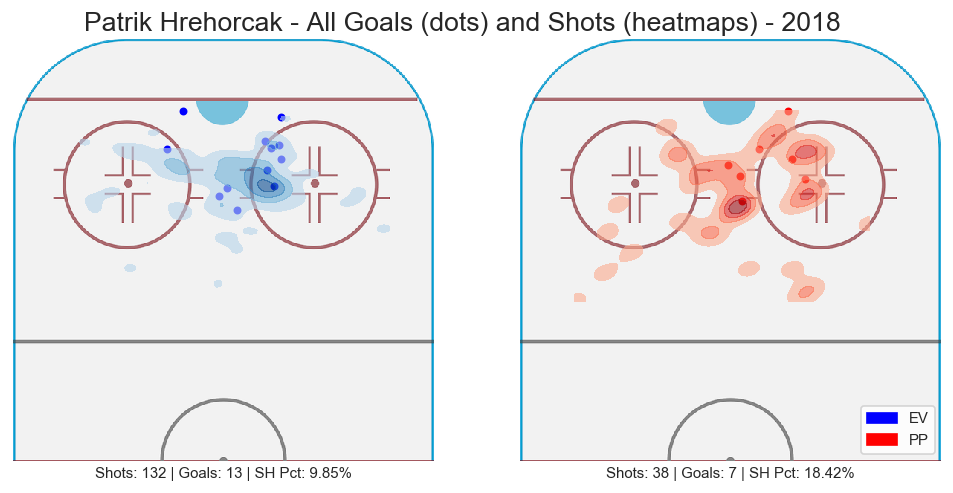 Patrik Hrehorcak - All Goals (dots) and Shots (heatmaps) - 2018
EV
PP
Shots: 132 | Goals: 13 | SH Pct: 9.85%
Shots: 38 | Goals: 7 | SH Pct: 18.42%